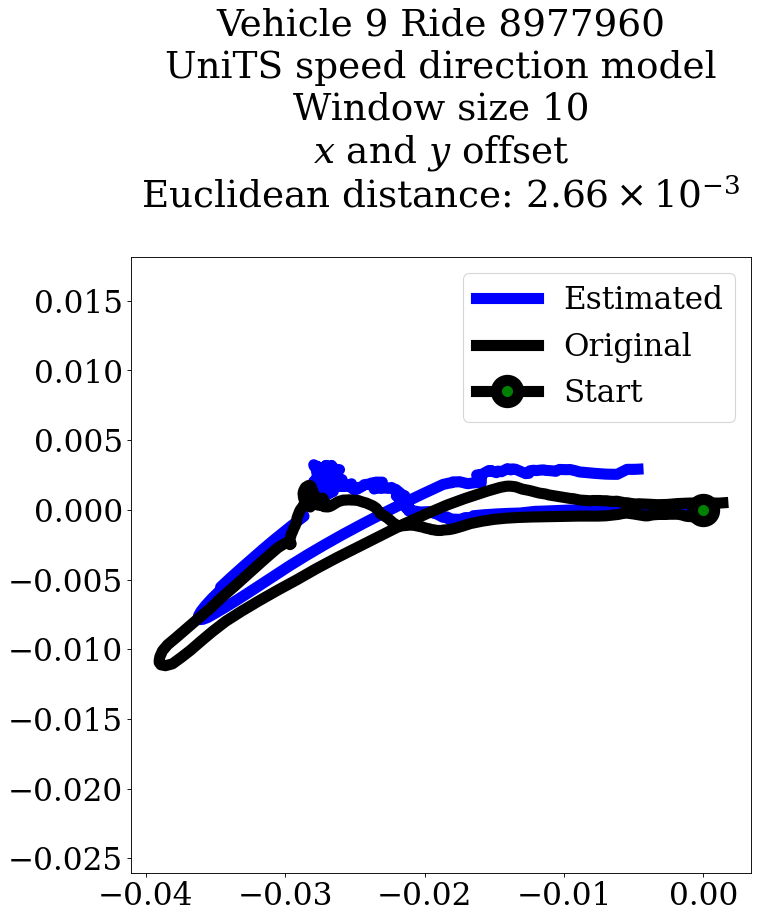 Vehicle 9 Ride 8977960
UniTS speed direction model
Window size 10
x and y offset
Euclidean distance: 2.66 × 10⁻³
Estimated
Original
Start
0.015
0.010
0.005
0.000
−0.005
−0.010
−0.015
−0.020
−0.025
−0.04 −0.03 −0.02 −0.01 0.00